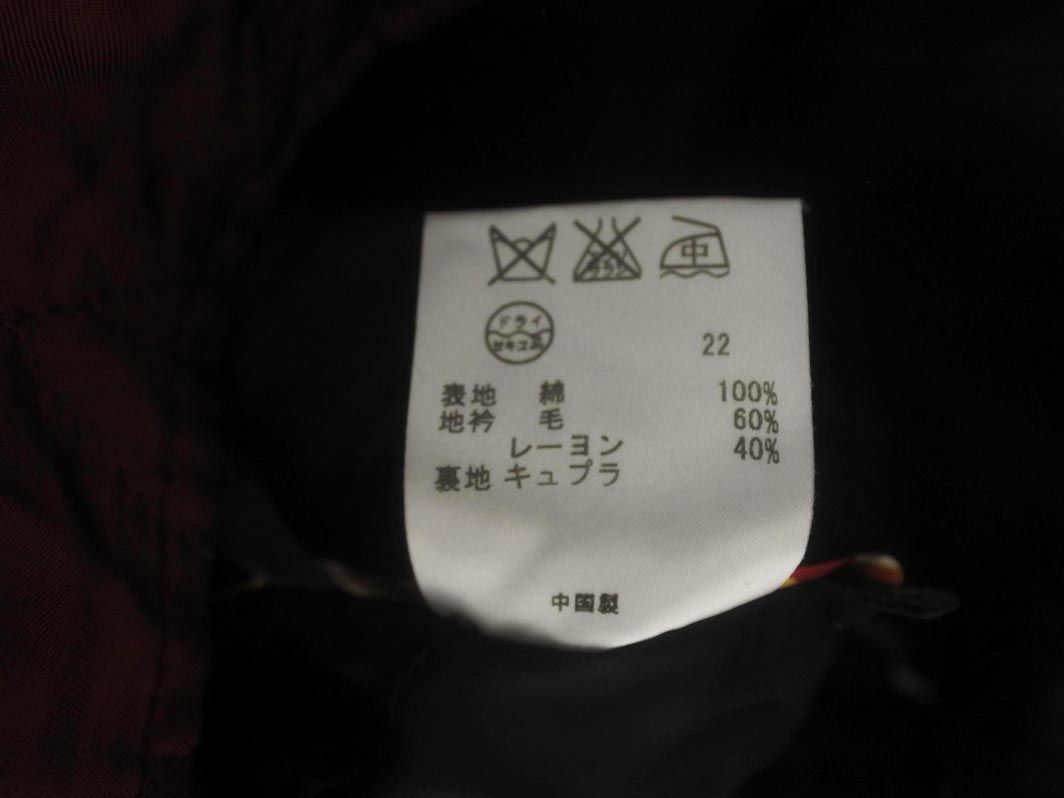 中
ドライ
セキユ系
22
表地 綿 100%
地衿 毛 60%
レーヨン 40%
裏地 キュプラ
中国製